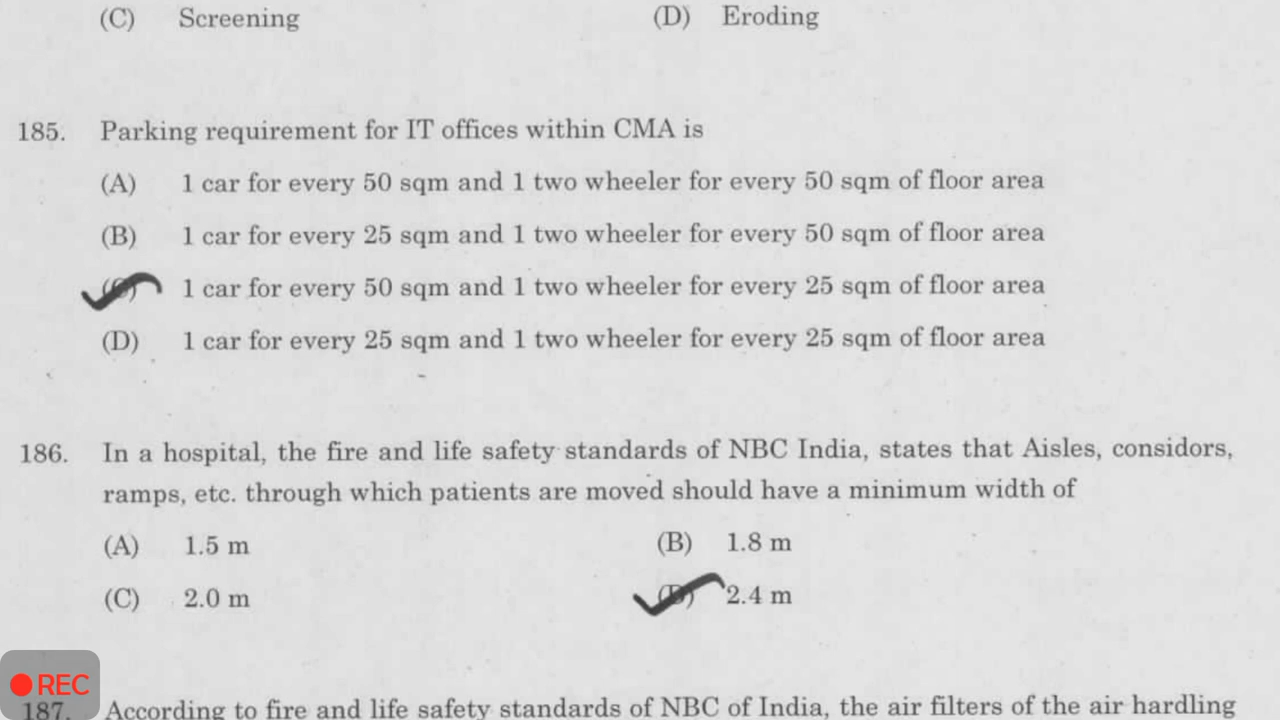 (C) Screening (D) Eroding
185. Parking requirement for IT offices within CMA is
(A) 1 car for every 50 sqm and 1 two wheeler for every 50 sqm of floor area
(B) 1 car for every 25 sqm and 1 two wheeler for every 50 sqm of floor area
(C) 1 car for every 50 sqm and 1 two wheeler for every 25 sqm of floor area
(D) 1 car for every 25 sqm and 1 two wheeler for every 25 sqm of floor area
186. In a hospital, the fire and life safety standards of NBC India, states that Aisles, considors,
ramps, etc. through which patients are moved should have a minimum width of
(A) 1.5 m (B) 1.8 m
(C) 2.0 m (D) 2.4 m
REC
187. According to fire and life safety standards of NBC of India, the air filters of the air hardling